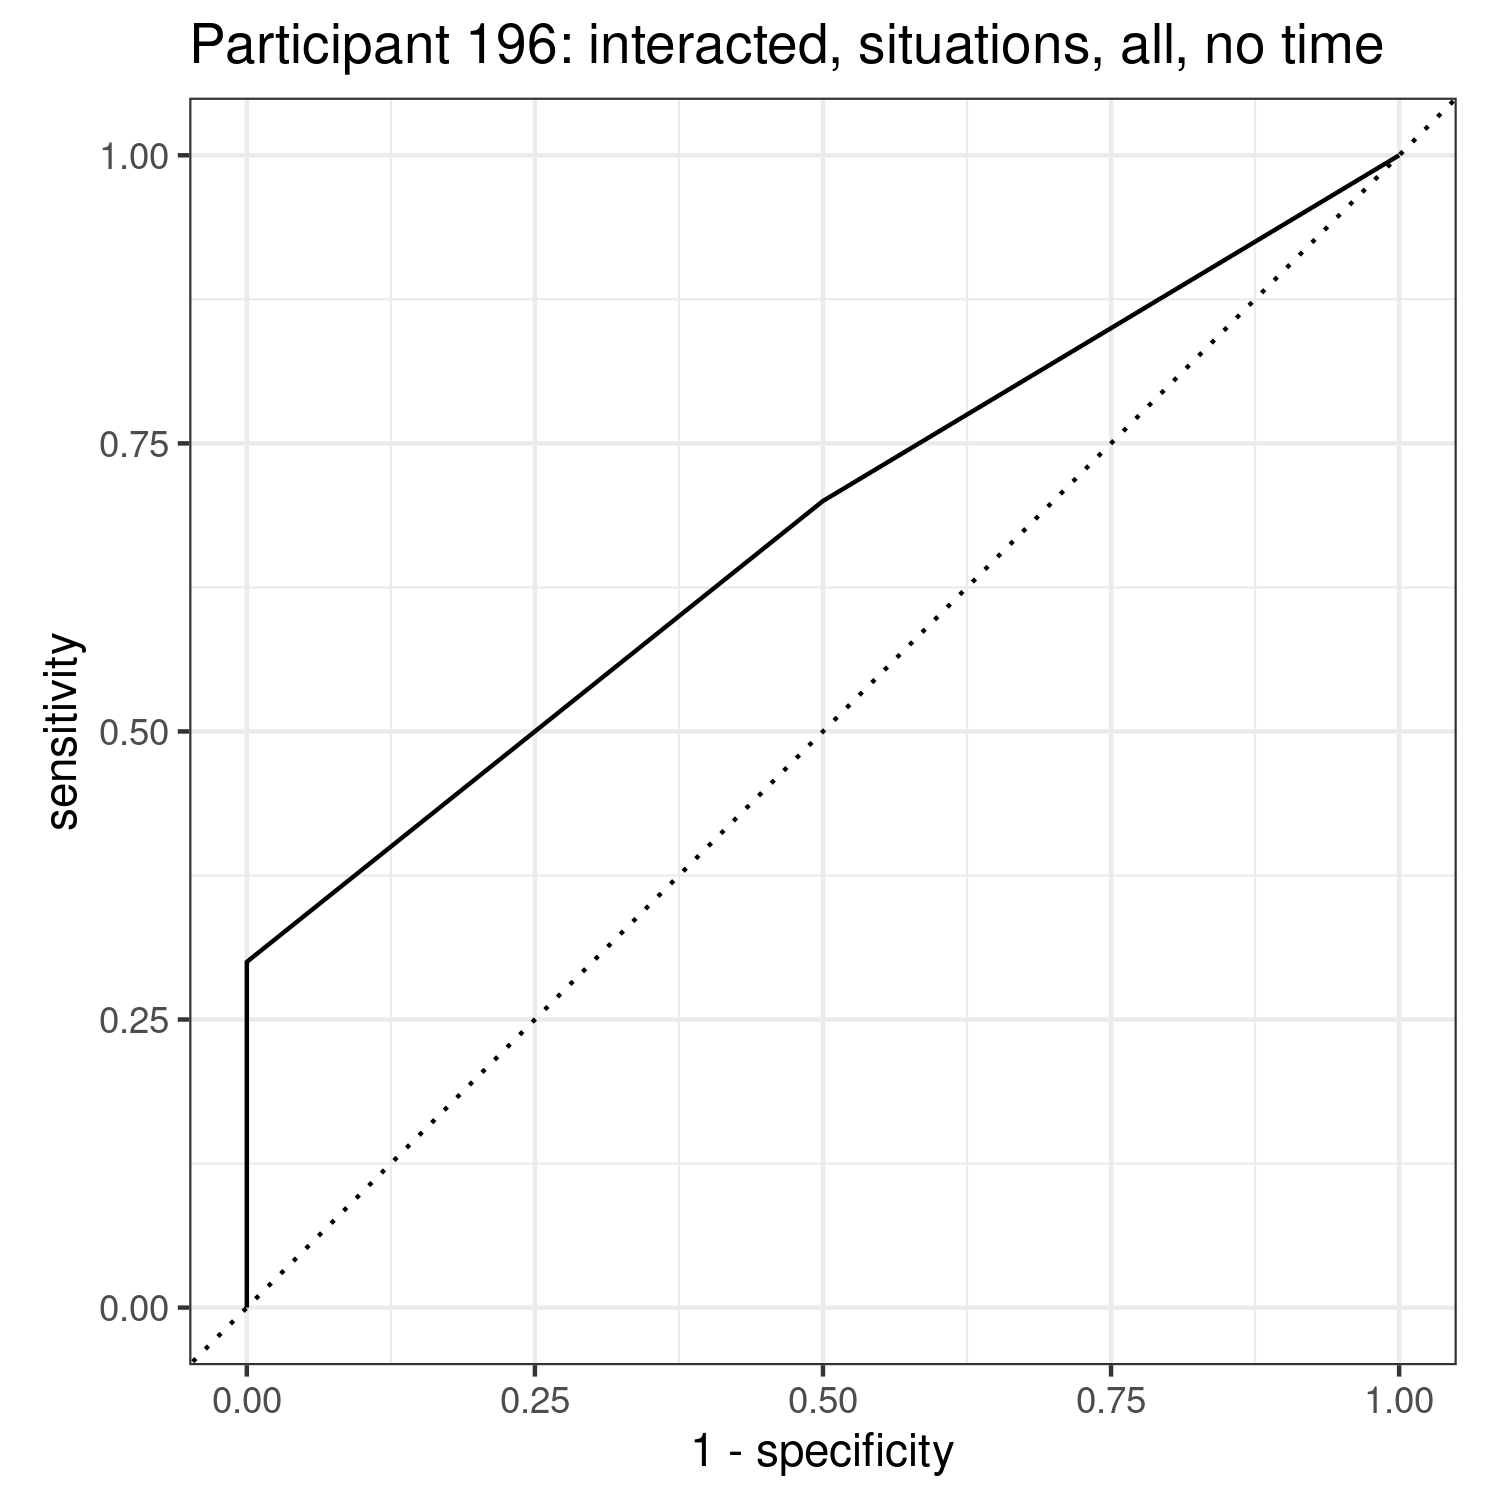 Participant 196: interacted, situations, all, no time
1.00
0.75
0.50
0.25
0.00
sensitivity
0.00 0.25 0.50 0.75 1.00
1 - specificity